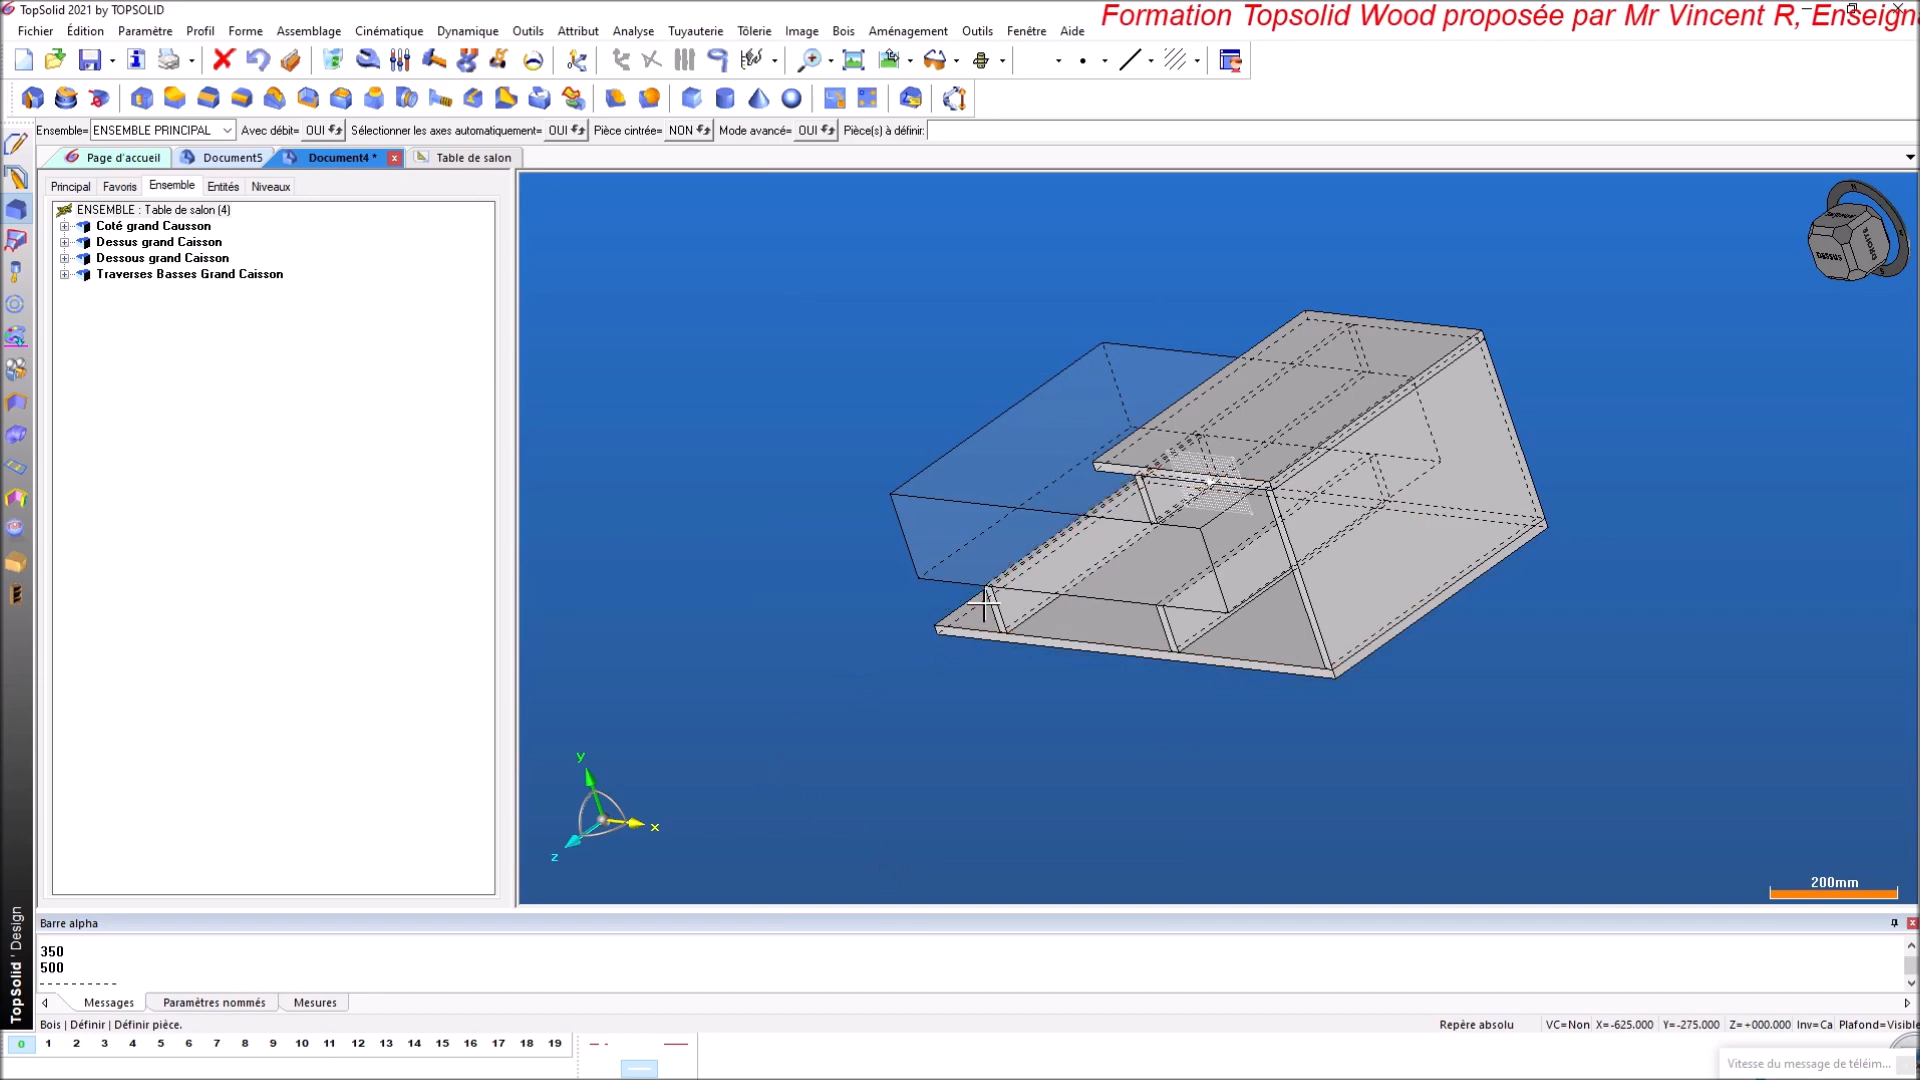 TopSolid 2021 by TOPSOLID
Formation Topsolid Wood proposée par Mr Vincent R, Enseign
Fichier Édition Paramètre Profil Forme Assemblage Cinématique Dynamique Outils Attribut Analyse Tuyauterie Tôlerie Image Bois Aménagement Outils Fenêtre Aide
Ensemble= ENSEMBLE PRINCIPAL Avec débit= OUI Sélectionner les axes automatiquement= OUI Pièce cintrée= NON Mode avancé= OUI Pièce(s) à définir:
Page d'accueil Document5 Document4 * Table de salon
Principal Favoris Ensemble Entités Niveaux
ENSEMBLE : Table de salon (4)
Coté grand Causson
Dessus grand Caisson
Dessous grand Caisson
Traverses Basses Grand Caisson
DROITE
y
x
z
200mm
TopSolid ' Design
Barre alpha
350
500
Messages Paramètres nommés Mesures
Bois | Définir | Définir pièce.
Repère absolu VC=Non X=-625.000 Y=-275.000 Z=+000.000 Inv=Ca Plafond=Visible
0 1 2 3 4 5 6 7 8 9 10 11 12 13 14 15 16 17 18 19
Vitesse du message de téléim...